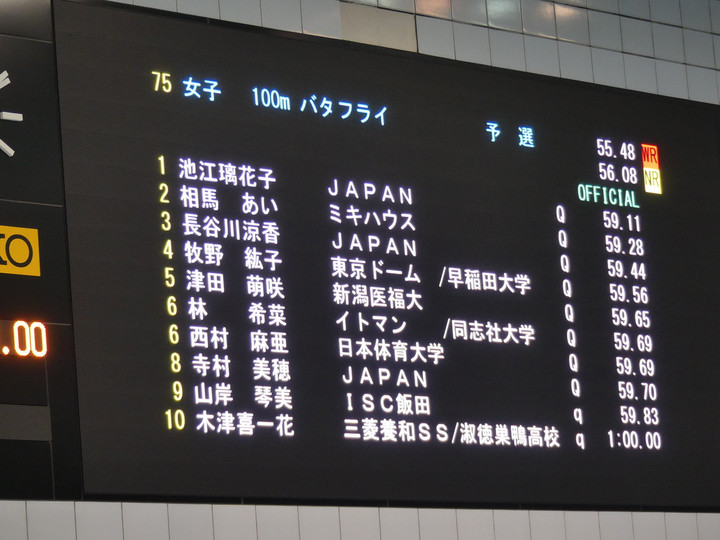 75 女子 100m バタフライ 予 選
55.48 WR
56.08 NR
OFFICIAL
1 池江璃花子 JAPAN Q 59.11
2 相馬 あい ミキハウス Q 59.28
3 長谷川涼香 JAPAN Q 59.44
4 牧野 紘子 東京ドーム /早稲田大学 Q 59.56
5 津田 萌咲 新潟医福大 Q 59.65
6 林 希菜 イトマン /同志社大学 Q 59.69
6 西村 麻亜 日本体育大学 Q 59.69
8 寺村 美穂 JAPAN Q 59.70
9 山岸 琴美 ISC飯田 q 59.83
10 木津喜一花 三菱養和SS/淑徳巣鴨高校 q 1:00.00
KO
.00